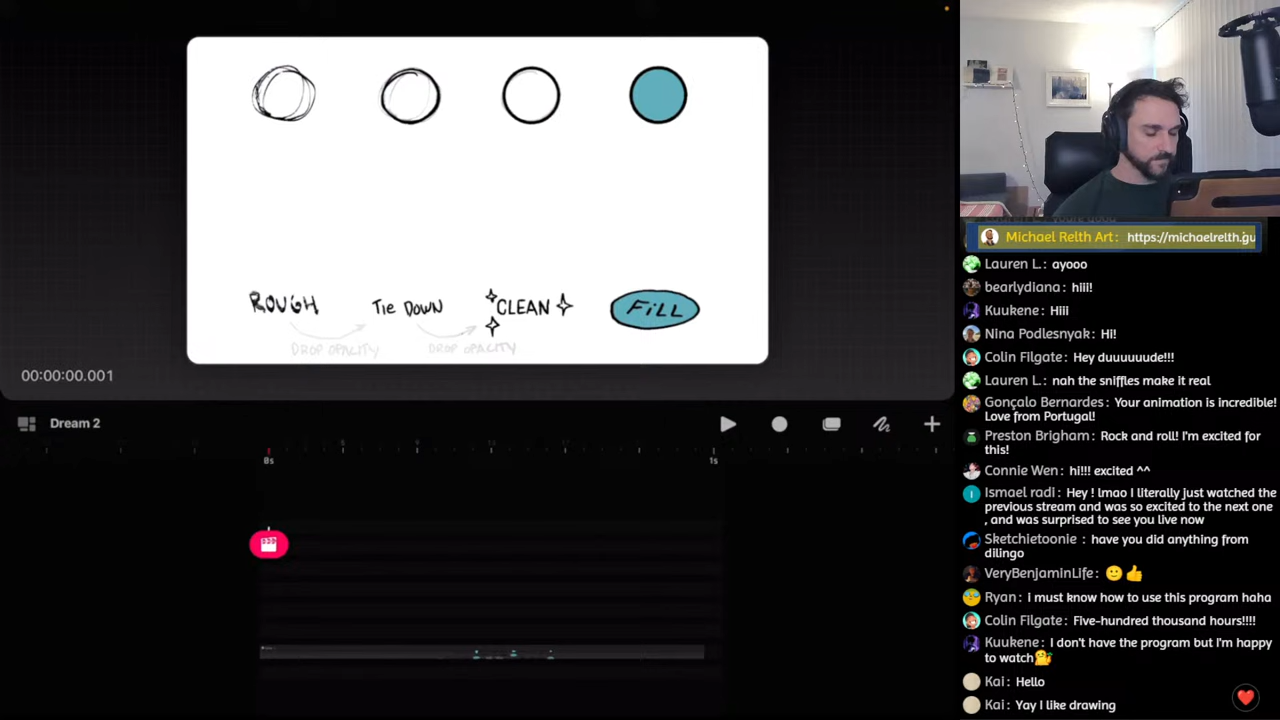 ROUGH
TIE DOWN
CLEAN
FILL
DROP OPACITY
DROP OPACITY
00:00:00.001
Dream 2
0s
1s
Michael Relth Art: https://michaelrelth.gu
Lauren L.: ayooo
bearlydiana: hiii!
Kuukene: Hiii
Nina Podlesnyak: Hi!
Colin Filgate: Hey duuuuuude!!!
Lauren L.: nah the sniffles make it real
Gonçalo Bernardes: Your animation is incredible!
Love from Portugal!
Preston Brigham: Rock and roll! I'm excited for
this!
Connie Wen: hi!!! excited ^^
Ismael radi: Hey ! lmao I literally just watched the
previous stream and was so excited to the next one
, and was surprised to see you live now
Sketchietoonie: have you did anything from
dilingo
VeryBenjaminLife: 🙂👍
Ryan: i must know how to use this program haha
Colin Filgate: Five-hundred thousand hours!!!!
Kuukene: I don't have the program but I'm happy
to watch
Kai: Hello
Kai: Yay I like drawing